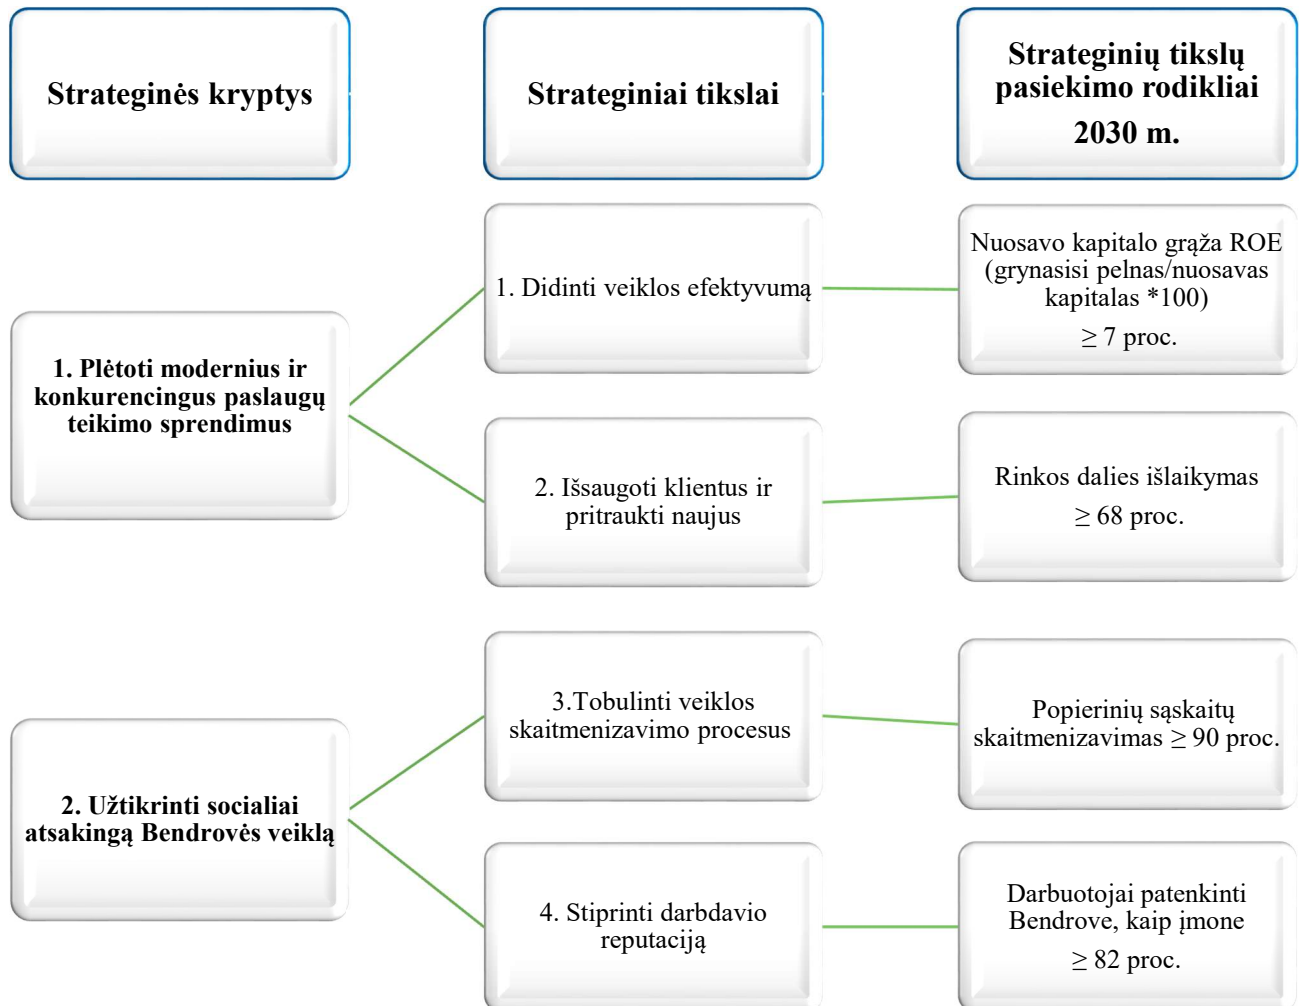 Strateginės kryptys
Strateginiai tikslai
Strateginių tikslų
pasiekimo rodikliai
2030 m.
1. Plėtoti modernius ir
konkurencingus paslaugų
teikimo sprendimus
1. Didinti veiklos efektyvumą
Nuosavo kapitalo grąža ROE
(grynasisi pelnas/nuosavas
kapitalas *100)
≥ 7 proc.
2. Išsaugoti klientus ir
pritraukti naujus
Rinkos dalies išlaikymas
≥ 68 proc.
2. Užtikrinti socialiai
atsakingą Bendrovės veiklą
3.Tobulinti veiklos
skaitmenizavimo procesus
Popierinių sąskaitų
skaitmenizavimas ≥ 90 proc.
4. Stiprinti darbdavio
reputaciją
Darbuotojai patenkinti
Bendrove, kaip įmone
≥ 82 proc.